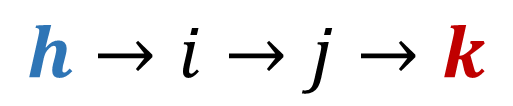 h → i → j → k